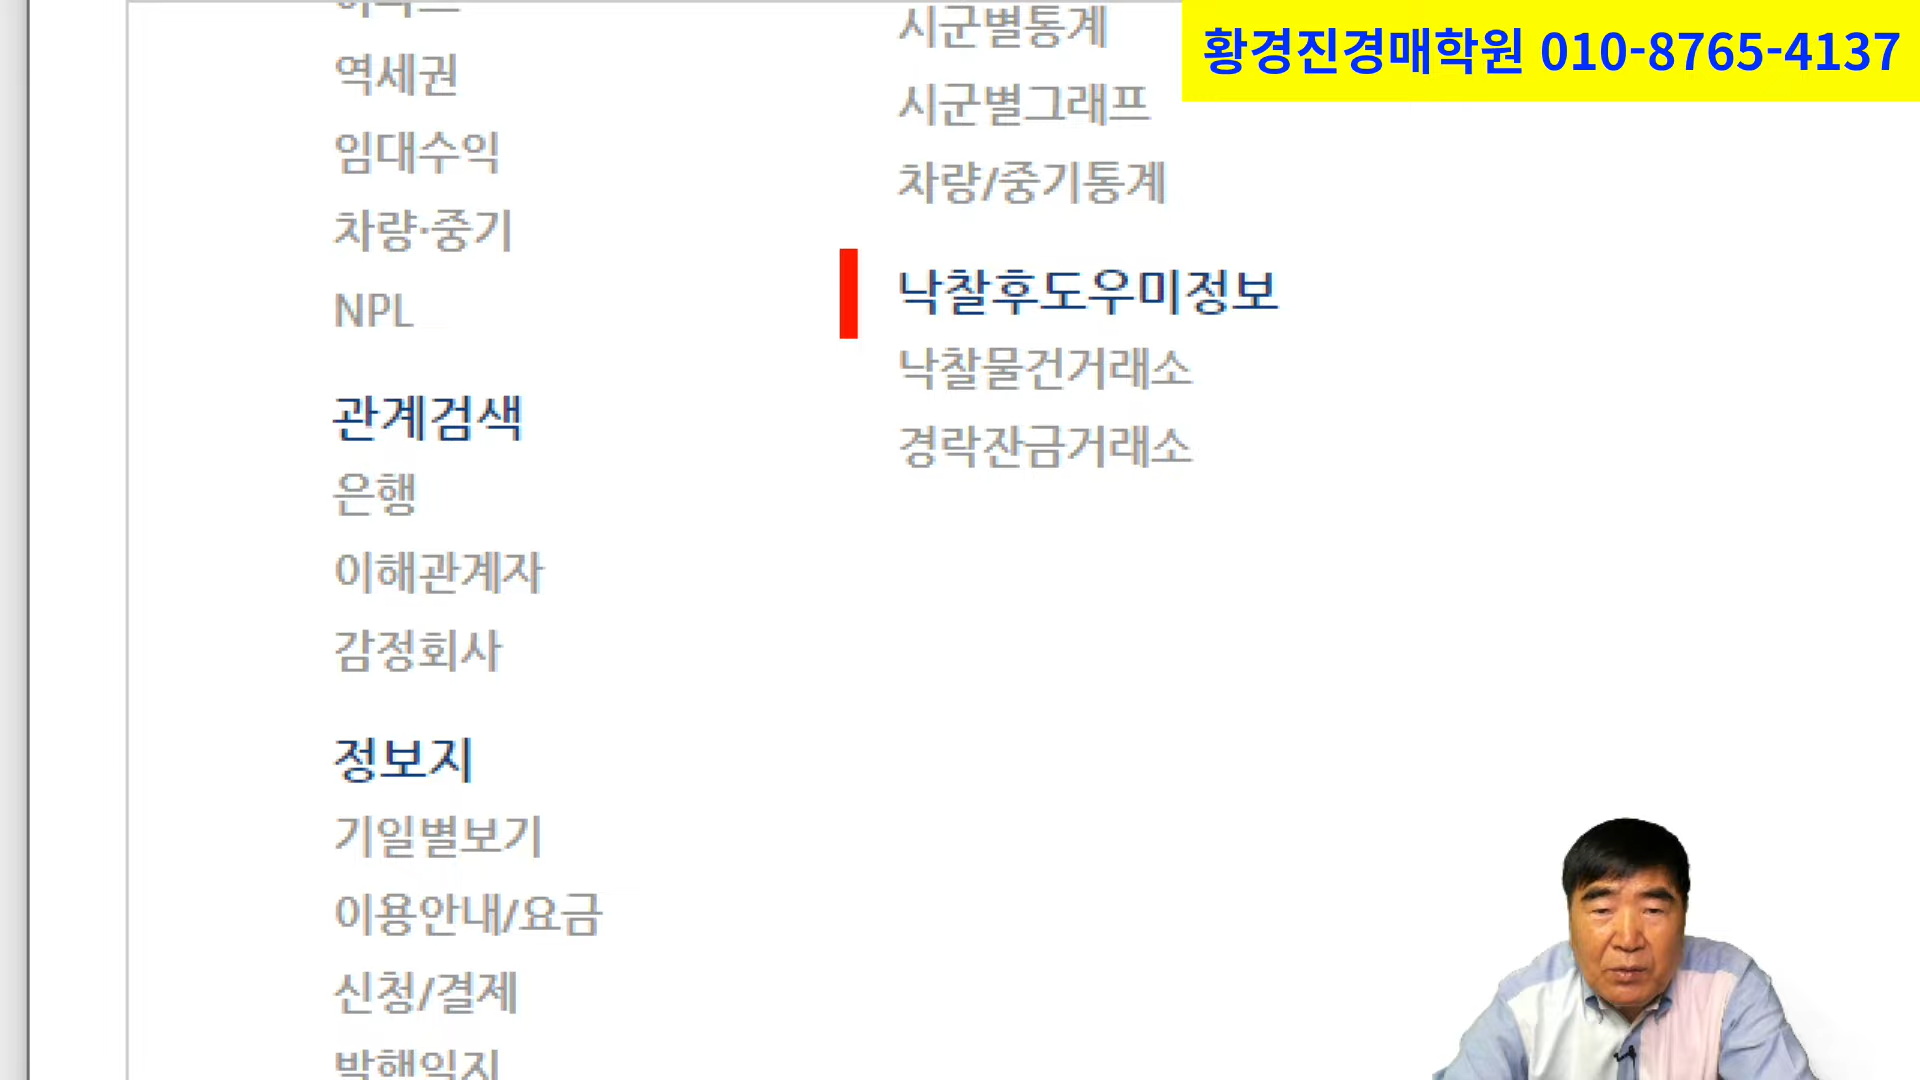 황경진경매학원 010-8765-4137
역세권
임대수익
차량·중기
NPL
관계검색
은행
이해관계자
감정회사
정보지
기일별보기
이용안내/요금
신청/결제
시군별통계
시군별그래프
차량/중기통계
낙찰후도우미정보
낙찰물건거래소
경락잔금거래소